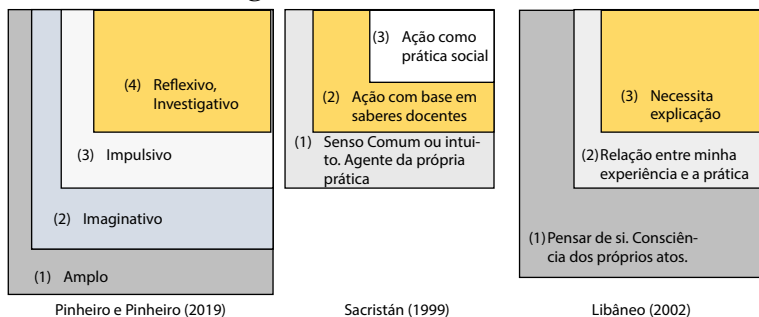 (4) Reflexivo,
Investigativo
(3) Impulsivo
(2) Imaginativo
(1) Amplo
Pinheiro e Pinheiro (2019)
(3) Ação como
prática social
(2) Ação com base em
saberes docentes
(1) Senso Comum ou intui-
to. Agente da própria
prática
Sacristán (1999)
(3) Necessita
explicação
(2) Relação entre minha
experiência e a prática
(1) Pensar de si. Consciên-
cia dos próprios atos.
Libâneo (2002)